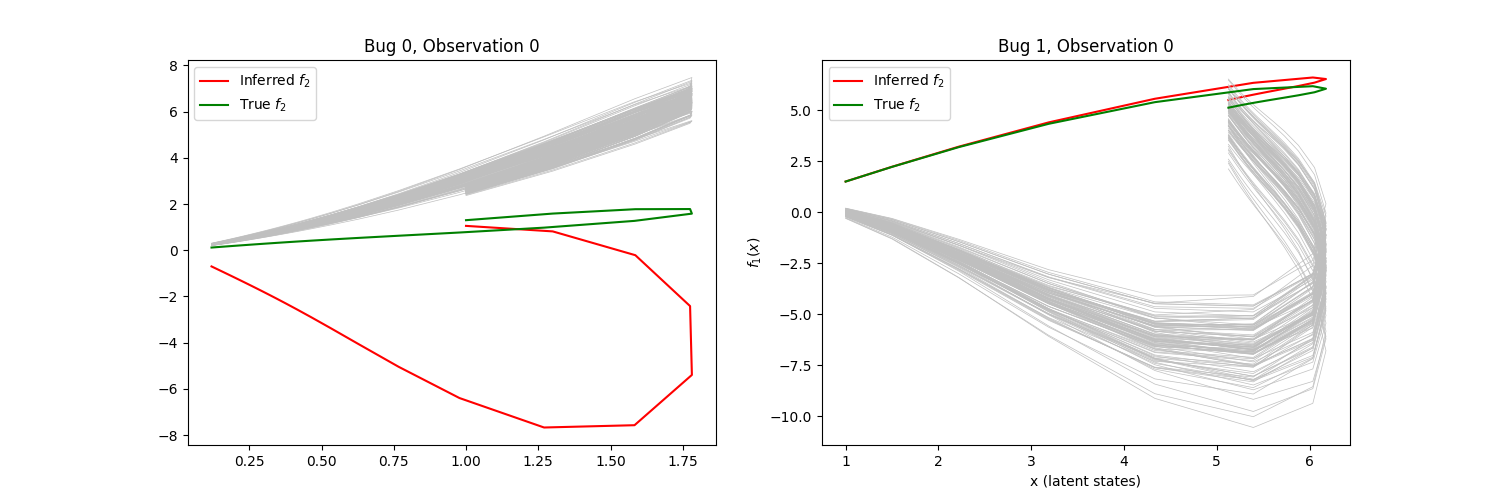 Bug 0, Observation 0
Inferred f₂
True f₂
8
6
4
2
0
−2
−4
−6
−8
0.25 0.50 0.75 1.00 1.25 1.50 1.75
Bug 1, Observation 0
Inferred f₂
True f₂
f₁(x)
5.0
2.5
0.0
−2.5
−5.0
−7.5
−10.0
1 2 3 4 5 6
x (latent states)